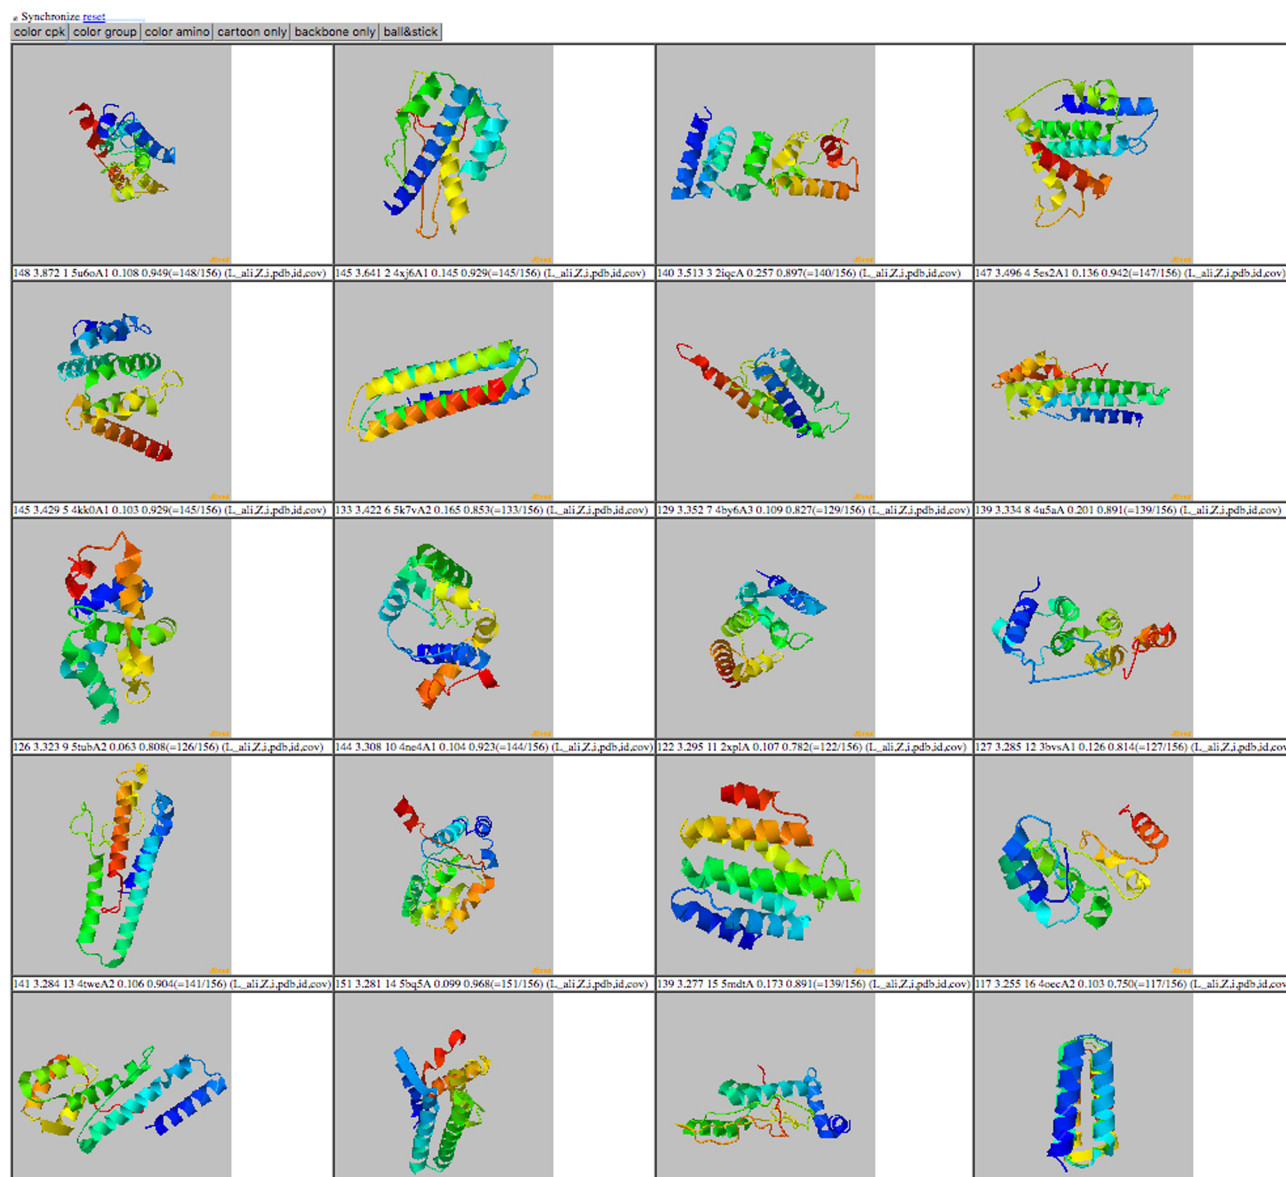 Synchronize reset
color cpk color group color amino cartoon only backbone only ball&stick
148 3.872 1 5u6oA1 0.108 0.949(=148/156) (L_ali,Z,i,pdb,id,cov)
145 3.641 2 4xj6A1 0.145 0.929(=145/156) (L_ali,Z,i,pdb,id,cov)
140 3.513 3 2iqcA 0.257 0.897(=140/156) (L_ali,Z,i,pdb,id,cov)
147 3.496 4 5es2A1 0.136 0.942(=147/156) (L_ali,Z,i,pdb,id,cov)
145 3.429 5 4kk0A1 0.103 0.929(=145/156) (L_ali,Z,i,pdb,id,cov)
133 3.422 6 5k7vA2 0.165 0.853(=133/156) (L_ali,Z,i,pdb,id,cov)
129 3.352 7 4by6A3 0.109 0.827(=129/156) (L_ali,Z,i,pdb,id,cov)
139 3.334 8 4u5aA 0.201 0.891(=139/156) (L_ali,Z,i,pdb,id,cov)
126 3.323 9 5tubA2 0.063 0.808(=126/156) (L_ali,Z,i,pdb,id,cov)
144 3.308 10 4ne4A1 0.104 0.923(=144/156) (L_ali,Z,i,pdb,id,cov)
122 3.295 11 2xplA 0.107 0.782(=122/156) (L_ali,Z,i,pdb,id,cov)
127 3.285 12 3bvsA1 0.126 0.814(=127/156) (L_ali,Z,i,pdb,id,cov
141 3.284 13 4tweA2 0.106 0.904(=141/156) (L_ali,Z,i,pdb,id,cov)
151 3.281 14 5bq5A 0.099 0.968(=151/156) (L_ali,Z,i,pdb,id,cov)
139 3.277 15 5mdtA 0.173 0.891(=139/156) (L_ali,Z,i,pdb,id,cov)
117 3.255 16 4oecA2 0.103 0.750(=117/156) (L_ali,Z,i,pdb,id,cov